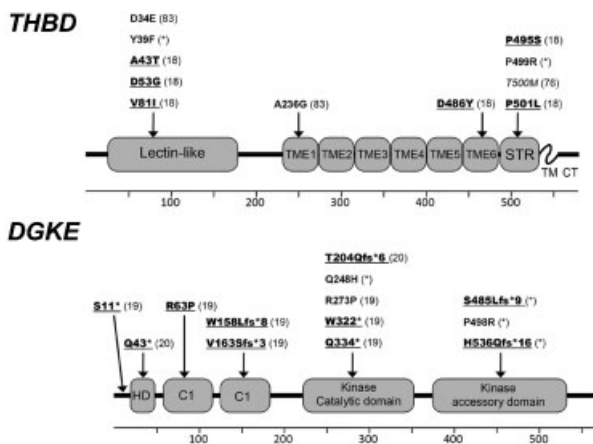 THBD
D34E (83)
Y39F (*)
A43T (18)
D53G (18)
V81I (18)
A236G (83)
D486Y (18)
P495S (18)
P499R (*)
T500M (76)
P501L (18)
Lectin-like
TME1 TME2 TME3 TME4 TME5 TME6 STR
TM CT
100 200 300 400 500
DGKE
S11* (19)
Q43* (20)
R63P (19)
W158Lfs*8 (19)
V163Sfs*3 (19)
T204Qfs*6 (20)
Q248H (*)
R273P (19)
W322* (19)
Q334* (19)
S485Lfs*9 (*)
P498R (*)
H536Qfs*16 (*)
HD C1 C1
Kinase
Catalytic domain
Kinase
accessory domain
100 200 300 400 500